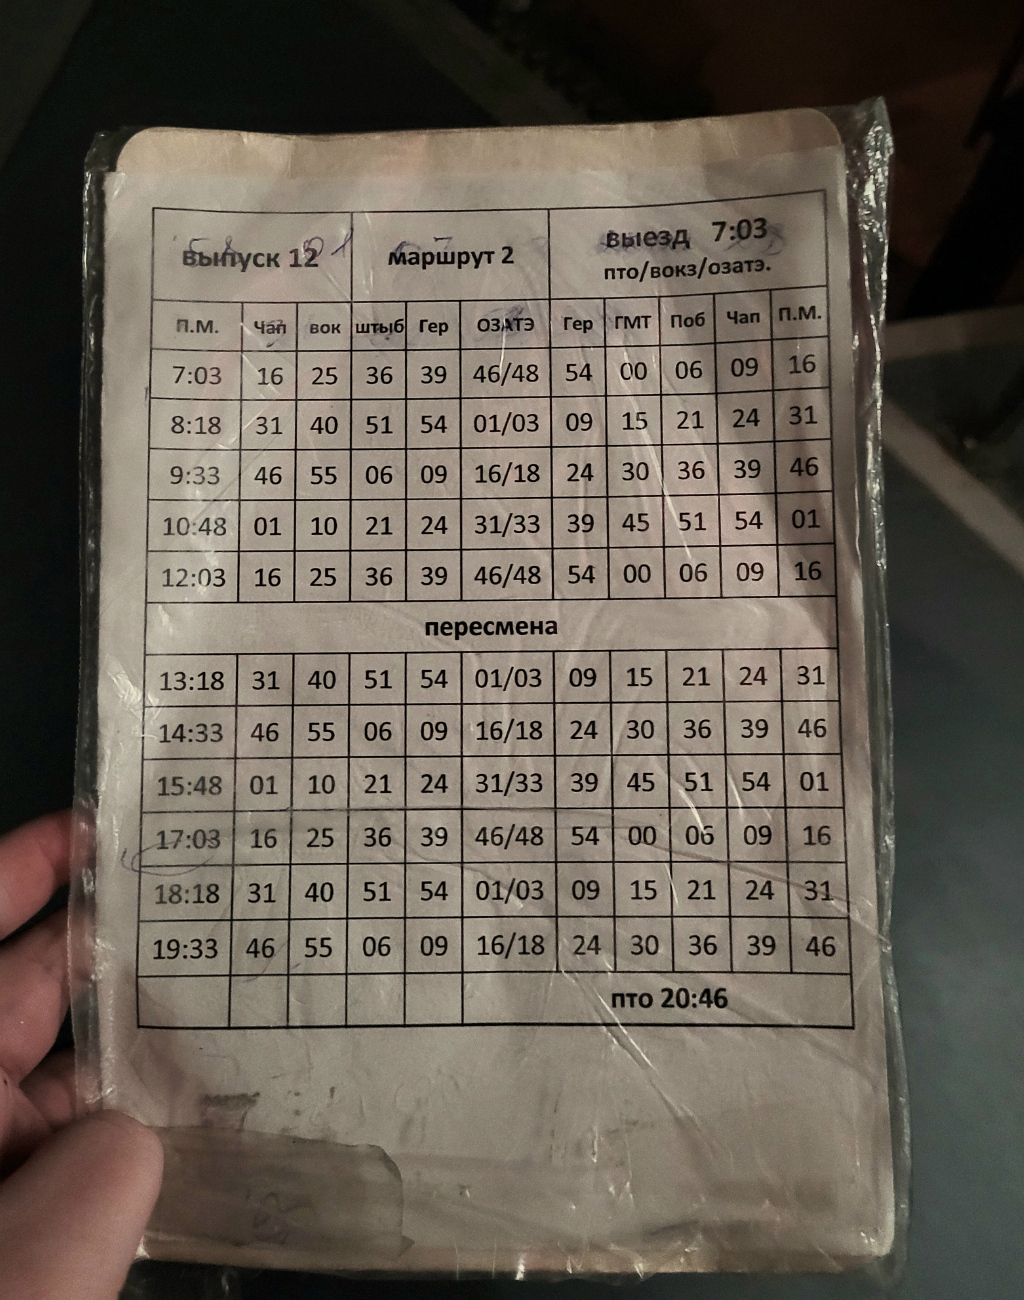 выпуск 12 маршрут 2 выезд 7:03
пто/вокз/озатэ.
П.М. Чап вок штыб Гер ОЗАТЭ Гер ГМТ Поб Чап П.М.
7:03 16 25 36 39 46/48 54 00 06 09 16
8:18 31 40 51 54 01/03 09 15 21 24 31
9:33 46 55 06 09 16/18 24 30 36 39 46
10:48 01 10 21 24 31/33 39 45 51 54 01
12:03 16 25 36 39 46/48 54 00 06 09 16
пересмена
13:18 31 40 51 54 01/03 09 15 21 24 31
14:33 46 55 06 09 16/18 24 30 36 39 46
15:48 01 10 21 24 31/33 39 45 51 54 01
17:03 16 25 36 39 46/48 54 00 06 09 16
18:18 31 40 51 54 01/03 09 15 21 24 31
19:33 46 55 06 09 16/18 24 30 36 39 46
пто 20:46